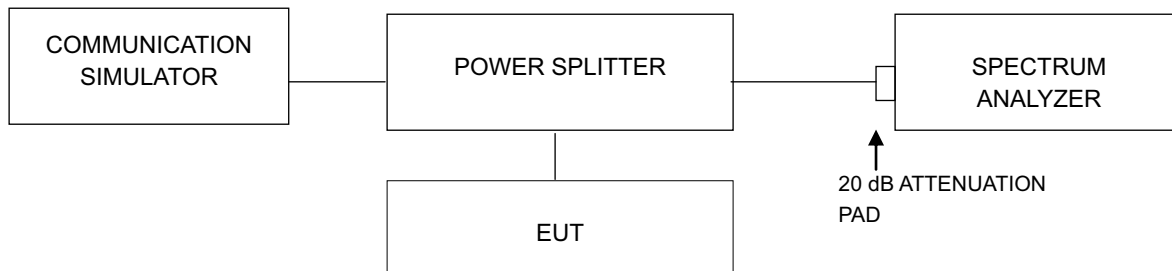 COMMUNICATION
SIMULATOR
POWER SPLITTER
SPECTRUM
ANALYZER
20 dB ATTENUATION
PAD
EUT